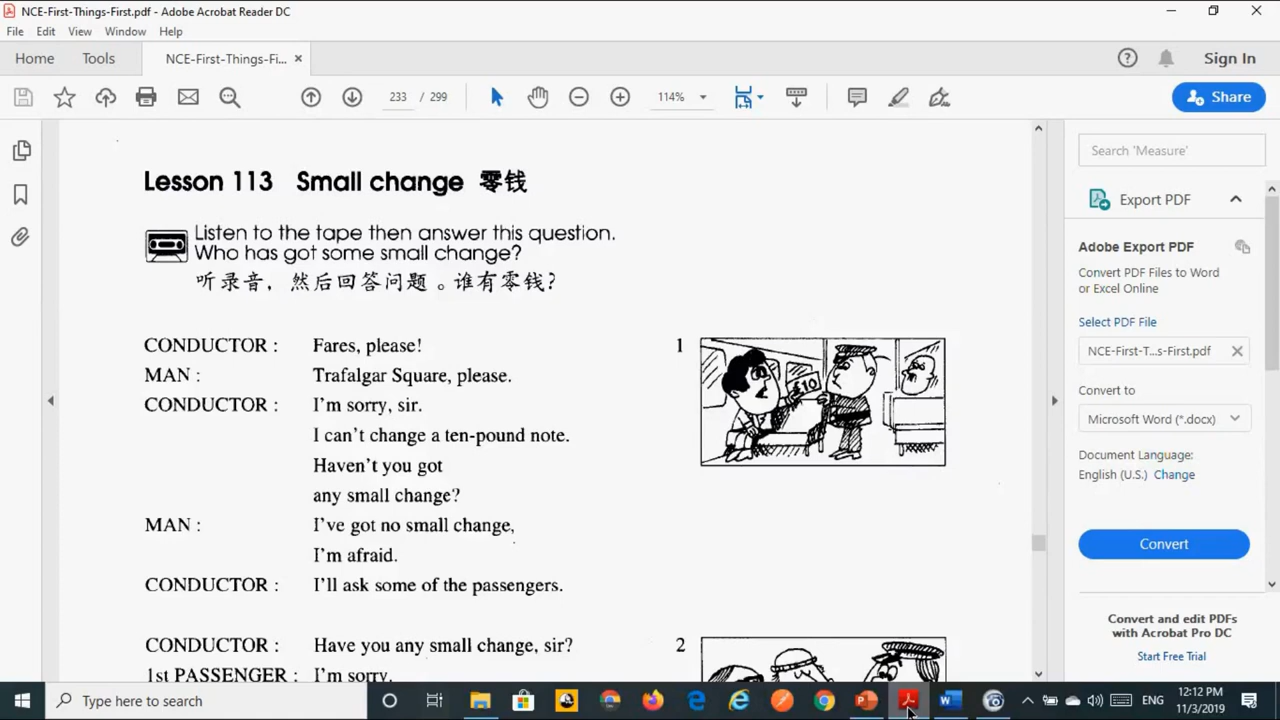 NCE-First-Things-First.pdf - Adobe Acrobat Reader DC
File Edit View Window Help
Home Tools NCE-First-Things-Fi... Sign In
233 / 299 114% Share
Lesson 113 Small change 零钱
Listen to the tape then answer this question.
Who has got some small change?
听录音，然后回答问题。谁有零钱？
CONDUCTOR : Fares, please!
MAN : Trafalgar Square, please.
CONDUCTOR : I'm sorry, sir.
I can't change a ten-pound note.
Haven't you got
any small change?
MAN : I've got no small change,
I'm afraid.
CONDUCTOR : I'll ask some of the passengers.
CONDUCTOR : Have you any small change, sir?
1st PASSENGER : I'm sorry.
1
£10
2
Search 'Measure'
Export PDF
Adobe Export PDF
Convert PDF Files to Word
or Excel Online
Select PDF File
NCE-First-T...s-First.pdf
Convert to
Microsoft Word (*.docx)
Document Language:
English (U.S.) Change
Convert
Convert and edit PDFs
with Acrobat Pro DC
Start Free Trial
Type here to search
ENG
12:12 PM
11/3/2019